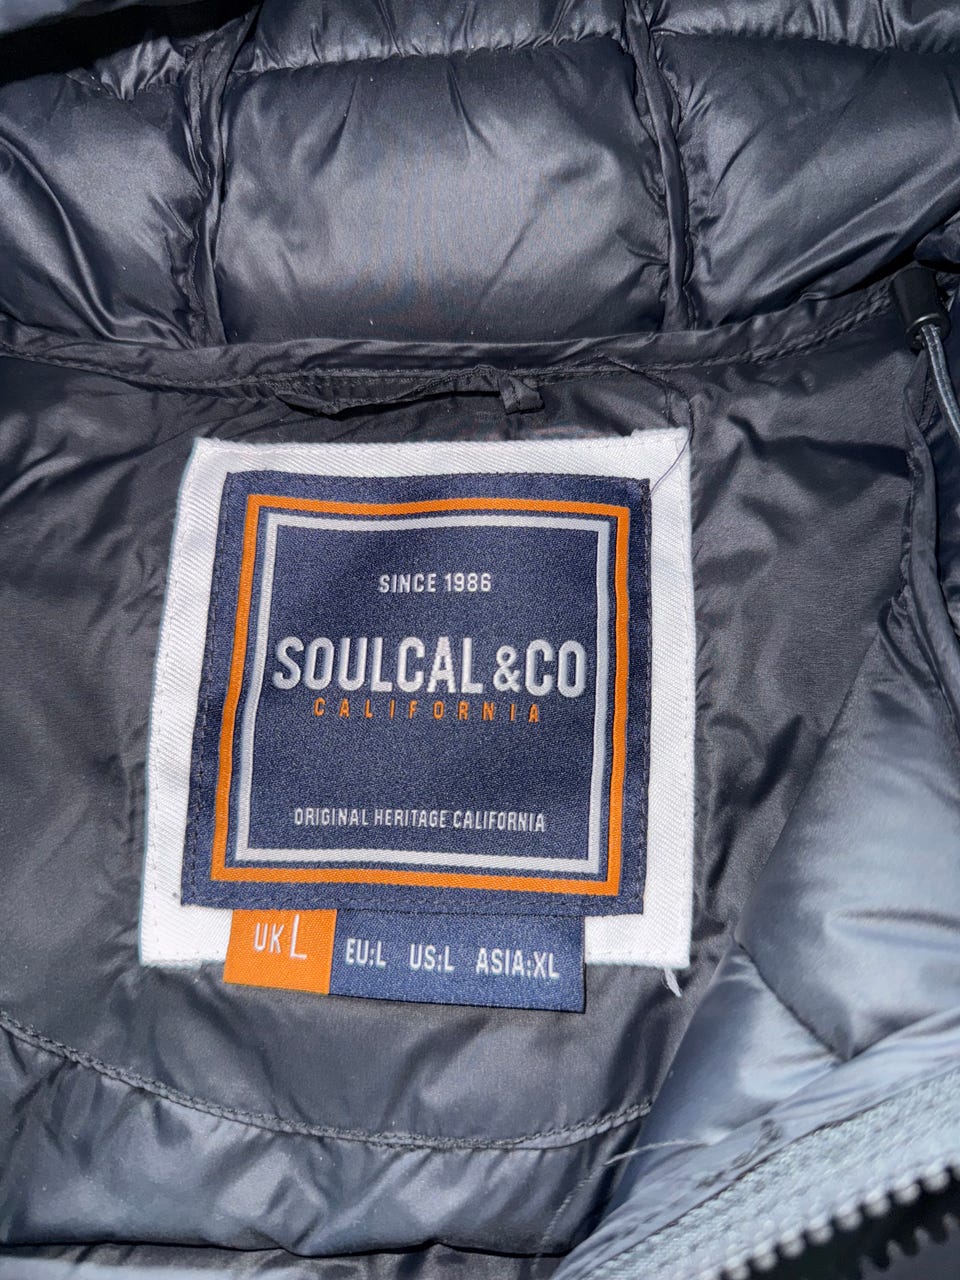 SINCE 1986
SOULCAL &CO
CALIFORNIA
ORIGINAL HERITAGE CALIFORNIA
UK L EU:L US:L ASIA:XL